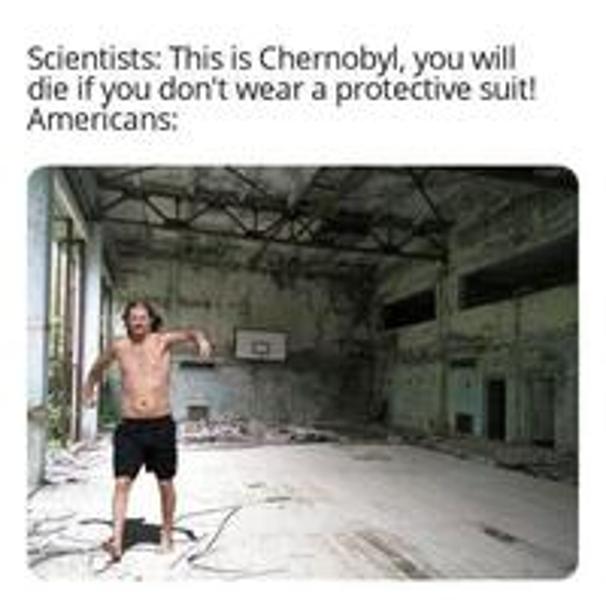 Scientists: This is Chernobyl, you will
die if you don't wear a protective suit!
Americans: